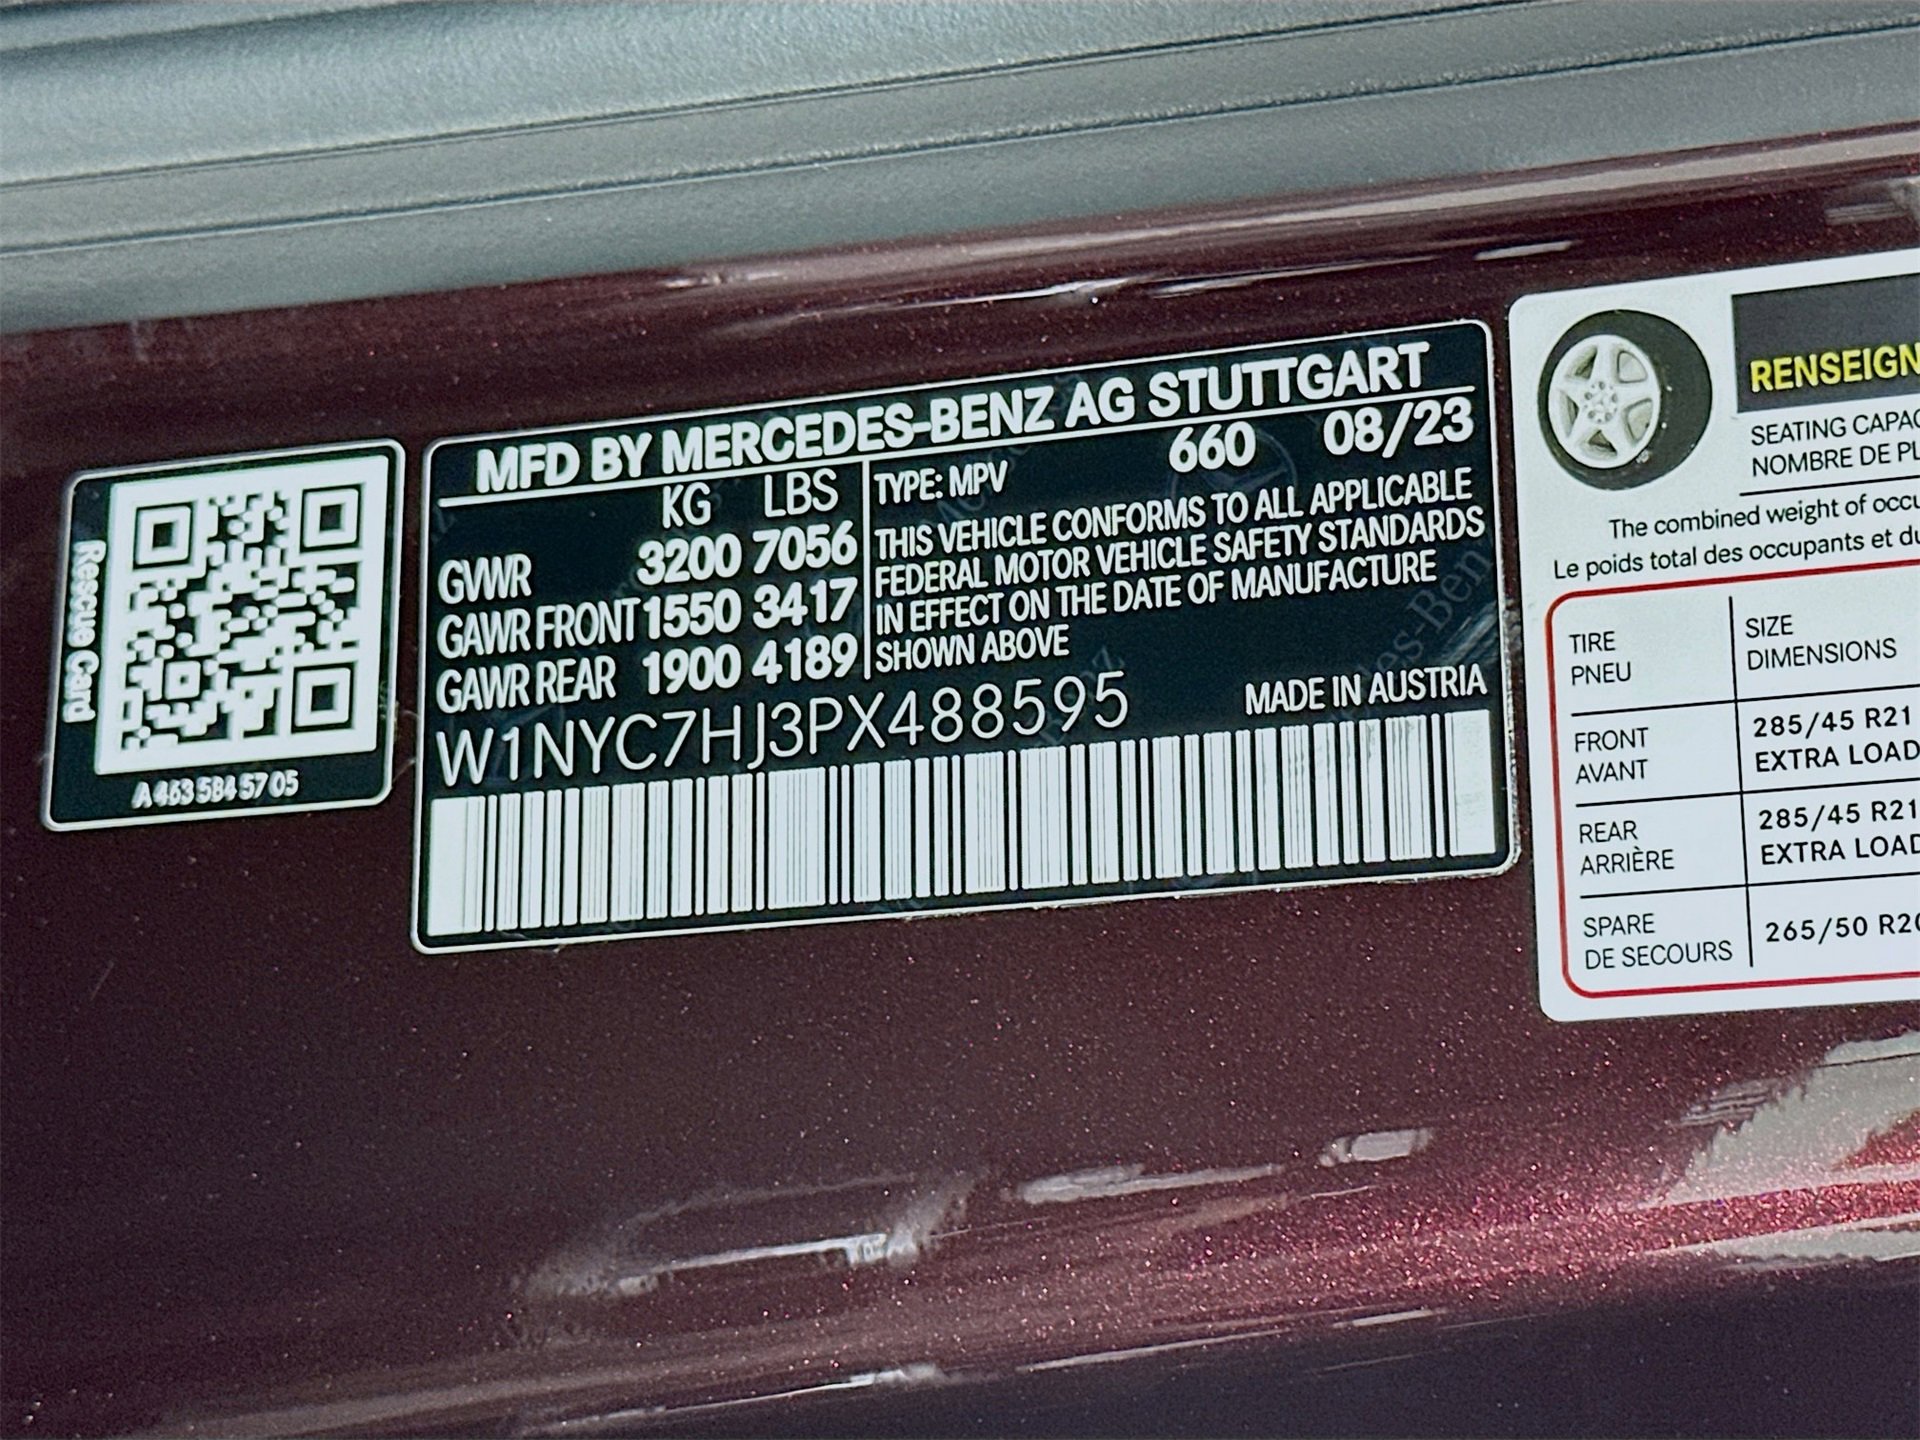 Rescue Card
A 463 584 57 05
MFD BY MERCEDES-BENZ AG STUTTGART
KG LBS
GVWR 3200 7056
GAWR FRONT 1550 3417
GAWR REAR 1900 4189
TYPE: MPV 660 08/23
THIS VEHICLE CONFORMS TO ALL APPLICABLE
FEDERAL MOTOR VEHICLE SAFETY STANDARDS
IN EFFECT ON THE DATE OF MANUFACTURE
SHOWN ABOVE
W1NYC7HJ3PX488595
MADE IN AUSTRIA
RENSEIGN
SEATING CAPAC
NOMBRE DE PL
The combined weight of occu
Le poids total des occupants et du
TIRE
PNEU
SIZE
DIMENSIONS
FRONT
AVANT
285/45 R21
EXTRA LOAD
REAR
ARRIÈRE
285/45 R21
EXTRA LOAD
SPARE
DE SECOURS
265/50 R20